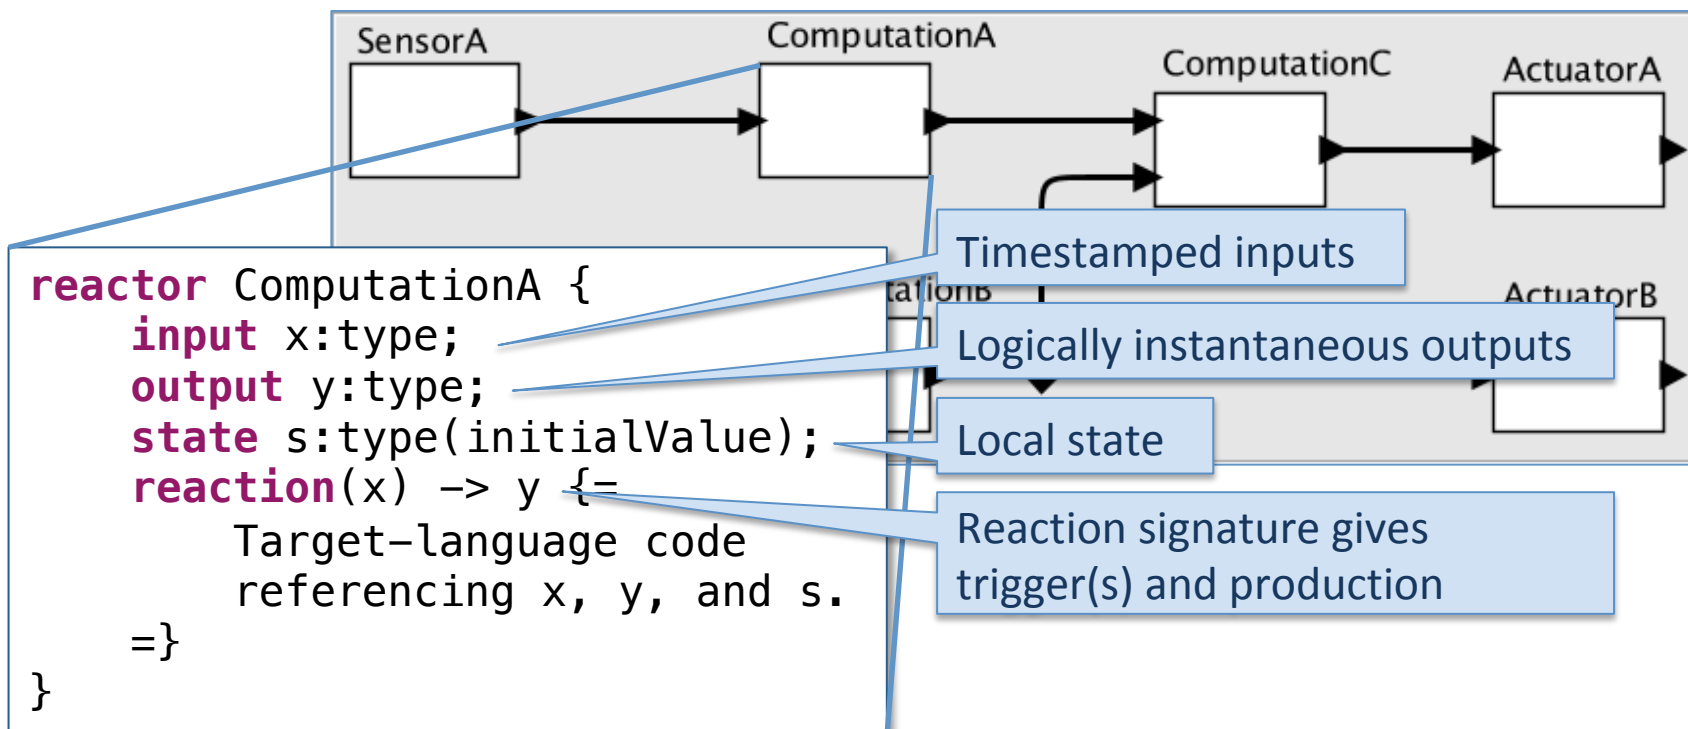 SensorA
ComputationA
ComputationC
ActuatorA
reactor ComputationA {
input x:type;
output y:type;
state s:type(initialValue);
reaction(x) -> y {=
Target-language code
referencing x, y, and s.
=}
}
Timestamped inputs
tationB
ActuatorB
Logically instantaneous outputs
Local state
Reaction signature gives
trigger(s) and production